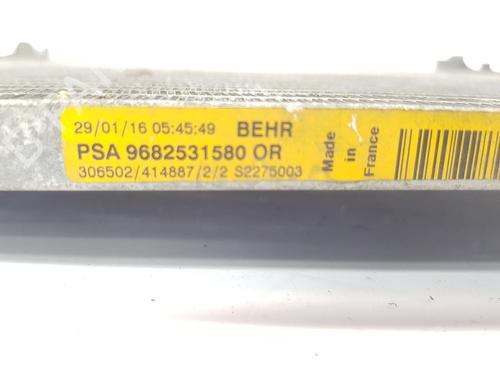 29/01/16 05:45:49 BEHR
PSA 9682531580 OR
306502/414887/2/2 S2275003
Made in
France